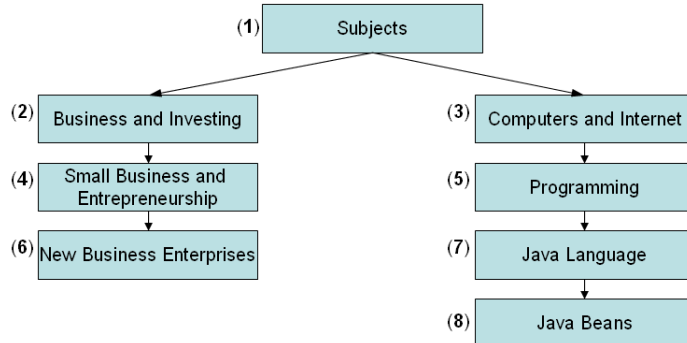 (1) Subjects
(2) Business and Investing
(3) Computers and Internet
(4) Small Business and
Entrepreneurship
(5) Programming
(6) New Business Enterprises
(7) Java Language
(8) Java Beans